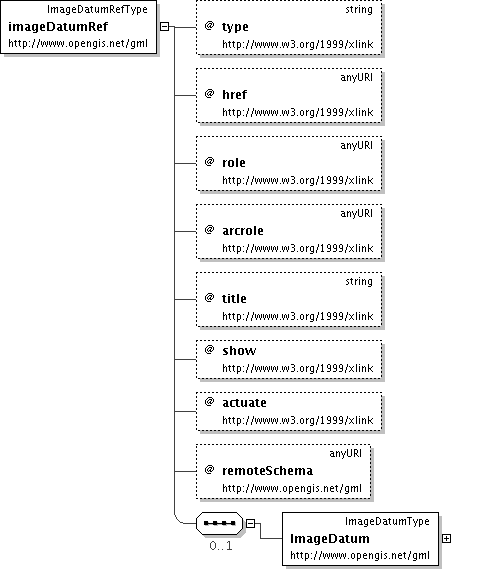 ImageDatumRefType
imageDatumRef
http://www.opengis.net/gml
string
@ type
http://www.w3.org/1999/xlink
anyURI
@ href
http://www.w3.org/1999/xlink
anyURI
@ role
http://www.w3.org/1999/xlink
anyURI
@ arcrole
http://www.w3.org/1999/xlink
string
@ title
http://www.w3.org/1999/xlink
@ show
http://www.w3.org/1999/xlink
@ actuate
http://www.w3.org/1999/xlink
anyURI
@ remoteSchema
http://www.opengis.net/gml
0..1
ImageDatumType
ImageDatum
http://www.opengis.net/gml